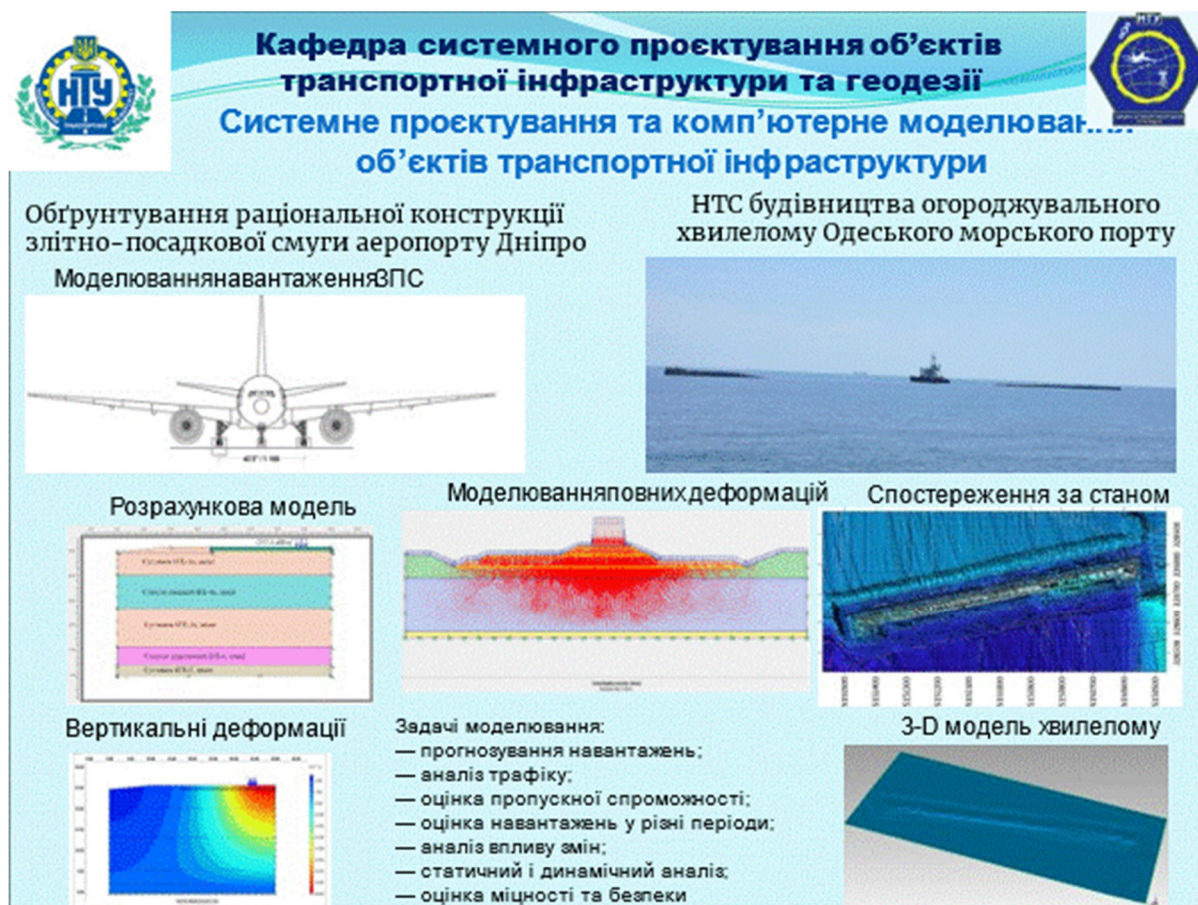 НТУ
НТУ
Кафедра системного проєктування об’єктів
транспортної інфраструктури та геодезії
Системне проєктування та комп’ютерне моделювання
об’єктів транспортної інфраструктури
Обґрунтування раціональної конструкції
злітно-посадкової смуги аеропорту Дніпро
НТС будівництва огороджувального
хвилелому Одеського морського порту
МоделюваннянавантаженняЗПС
Розрахункова модель
Моделюванняповнихдеформацій
Спостереження за станом
Вертикальні деформації
Задачі моделювання:
— прогнозування навантажень;
— аналіз трафіку;
— оцінка пропускної спроможності;
— оцінка навантажень у різні періоди;
— аналіз впливу змін;
— статичний і динамічний аналіз;
— оцінка міцності та безпеки
3-D модель хвилелому